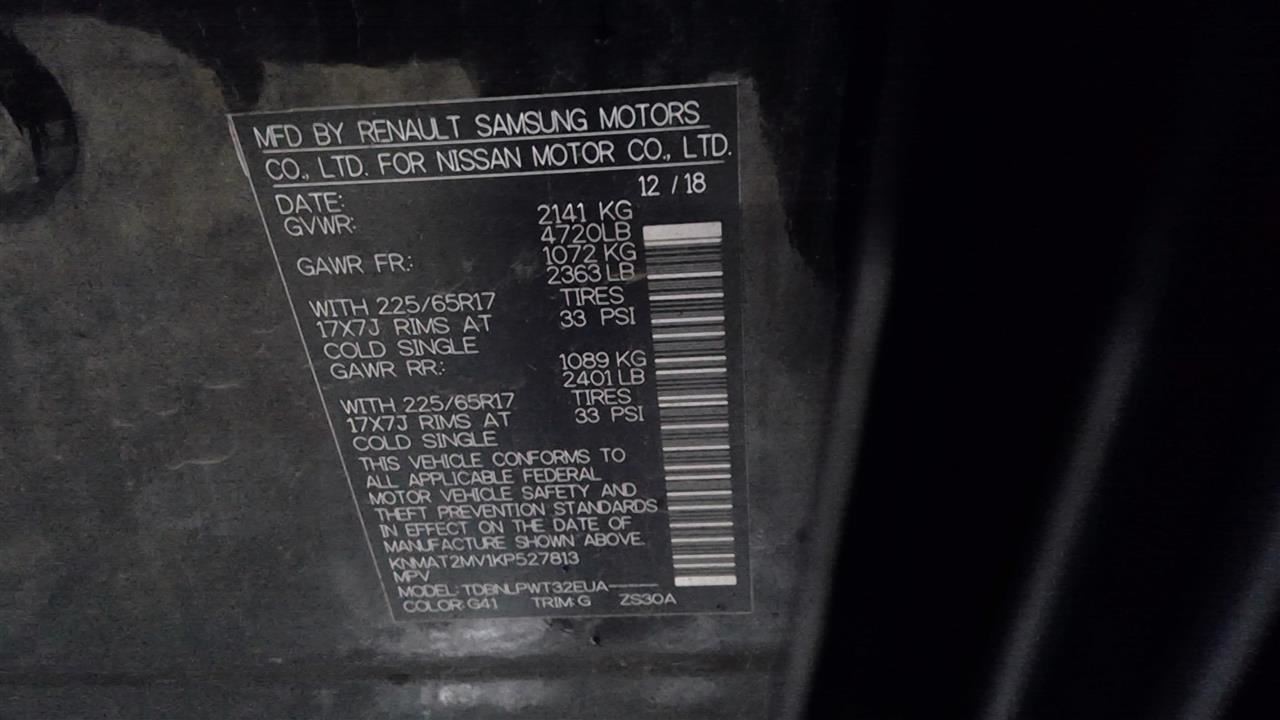 MFD BY RENAULT SAMSUNG MOTORS
CO., LTD. FOR NISSAN MOTOR CO., LTD.
DATE: 12 / 18
GVWR: 2141 KG
4720LB
GAWR FR: 1072 KG
2363 LB
WITH 225/65R17 TIRES
17X7J RIMS AT 33 PSI
COLD SINGLE
GAWR RR: 1089 KG
2401 LB
WITH 225/65R17 TIRES
17X7J RIMS AT 33 PSI
COLD SINGLE
THIS VEHICLE CONFORMS TO
ALL APPLICABLE FEDERAL
MOTOR VEHICLE SAFETY AND
THEFT PREVENTION STANDARDS
IN EFFECT ON THE DATE OF
MANUFACTURE SHOWN ABOVE.
KNMAT2MV1KP527813
MPV
MODEL: TDBNLPWT32EUA-----
COLOR: G41 TRIM: G ZS30A